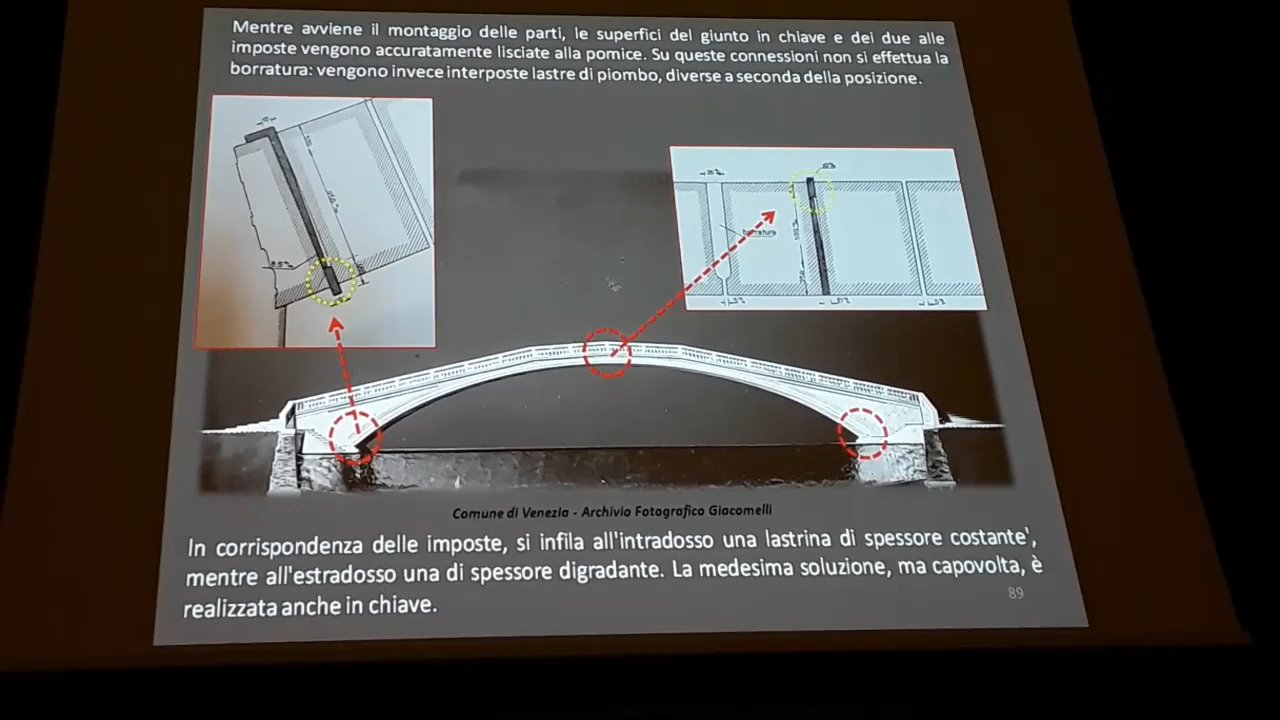 Mentre avviene il montaggio delle parti, le superfici del giunto in chiave e dei due alle
imposte vengono accuratamente lisciate alla pomice. Su queste connessioni non si effettua la
borratura: vengono invece interposte lastre di piombo, diverse a seconda della posizione.
borratura
Comune di Venezia - Archivio Fotografico Giacomelli
In corrispondenza delle imposte, si infila all'intradosso una lastrina di spessore costante',
mentre all'estradosso una di spessore digradante. La medesima soluzione, ma capovolta, è
realizzata anche in chiave.
89